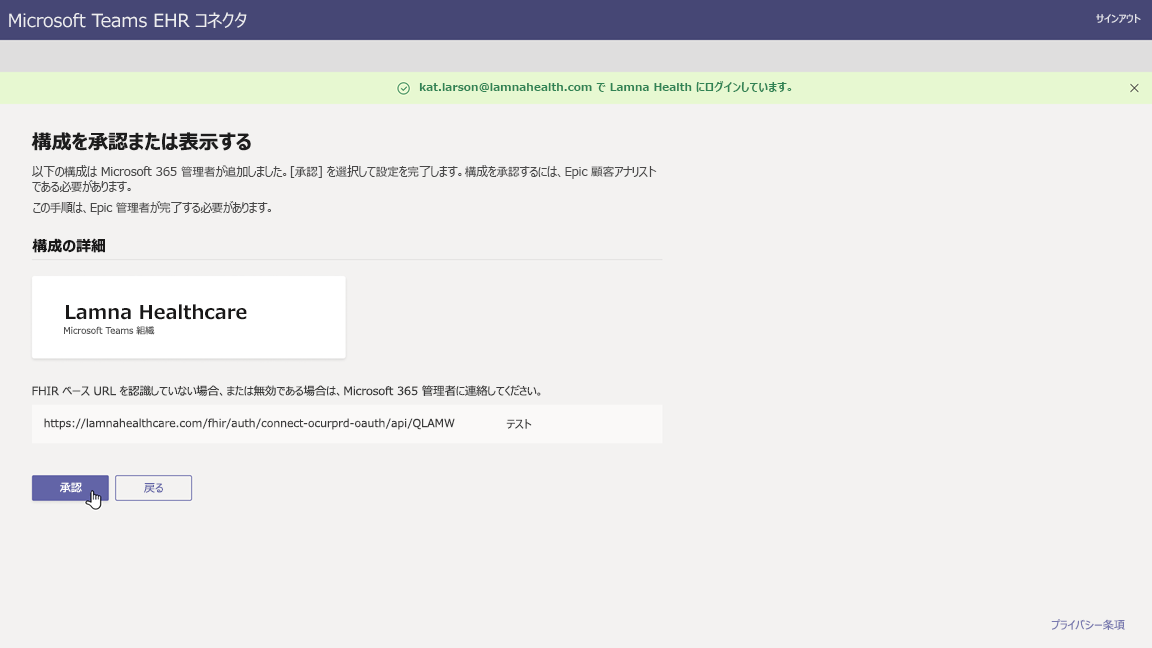 Microsoft Teams EHR コネクタ
サインアウト
kat.larson@lamnahealth.com で Lamna Health にログインしています。
構成を承認または表示する
以下の構成は Microsoft 365 管理者が追加しました。[承認] を選択して設定を完了します。構成を承認するには、Epic 顧客アナリスト
である必要があります。
この手順は、Epic 管理者が完了する必要があります。
構成の詳細
Lamna Healthcare
Microsoft Teams 組織
FHIR ベース URL を認識していない場合、または無効である場合は、Microsoft 365 管理者に連絡してください。
https://lamnahealthcare.com/fhir/auth/connect-ocurprd-oauth/api/QLAMW テスト
承認 戻る
プライバシー条項